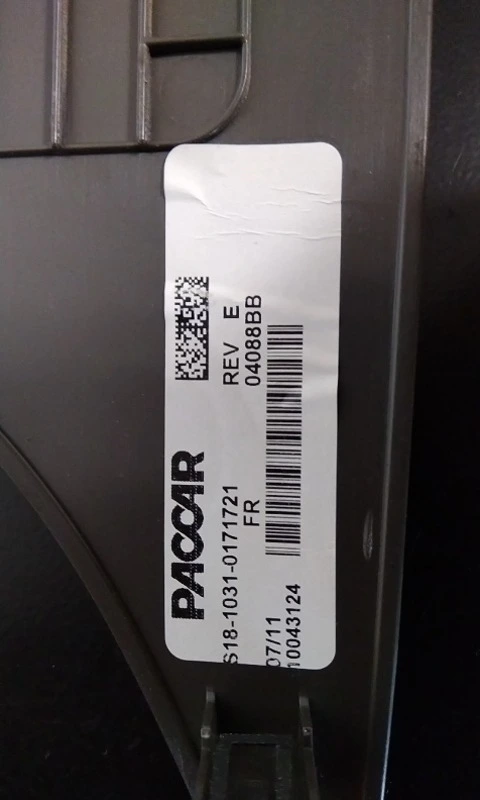 PACCAR
S18-1031-0171721 REV E
FR 04088BB
07/11
10043124